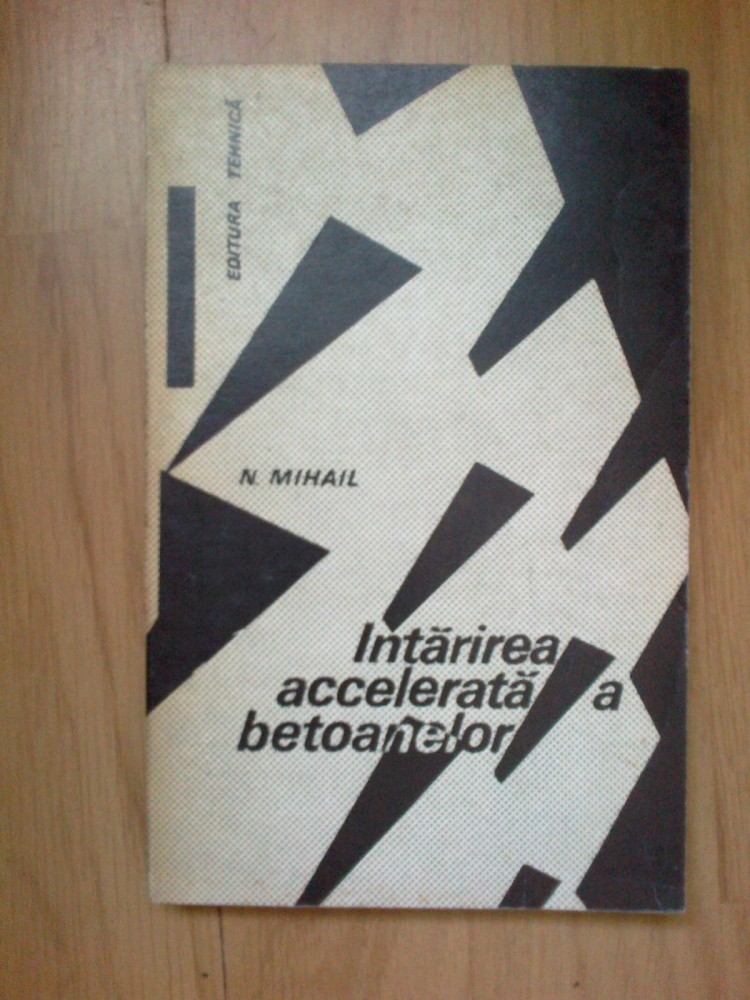 EDITURA TEHNICĂ
N. MIHAIL
Intărirea
accelerată a
betoanelor